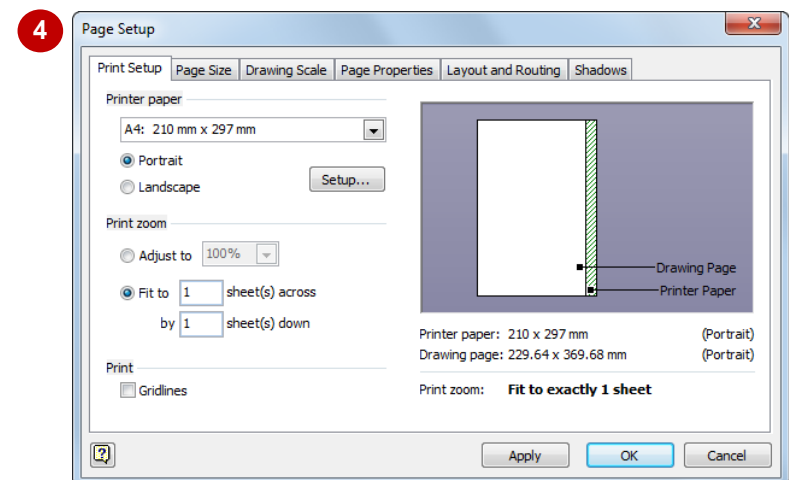 4
Page Setup
X
Print Setup Page Size Drawing Scale Page Properties Layout and Routing Shadows
Printer paper
A4: 210 mm x 297 mm
Portrait
Landscape
Setup...
Print zoom
Adjust to 100%
Fit to 1 sheet(s) across
by 1 sheet(s) down
Print
Gridlines
Drawing Page
Printer Paper
Printer paper: 210 x 297 mm (Portrait)
Drawing page: 229.64 x 369.68 mm (Portrait)
Print zoom: Fit to exactly 1 sheet
?
Apply OK Cancel